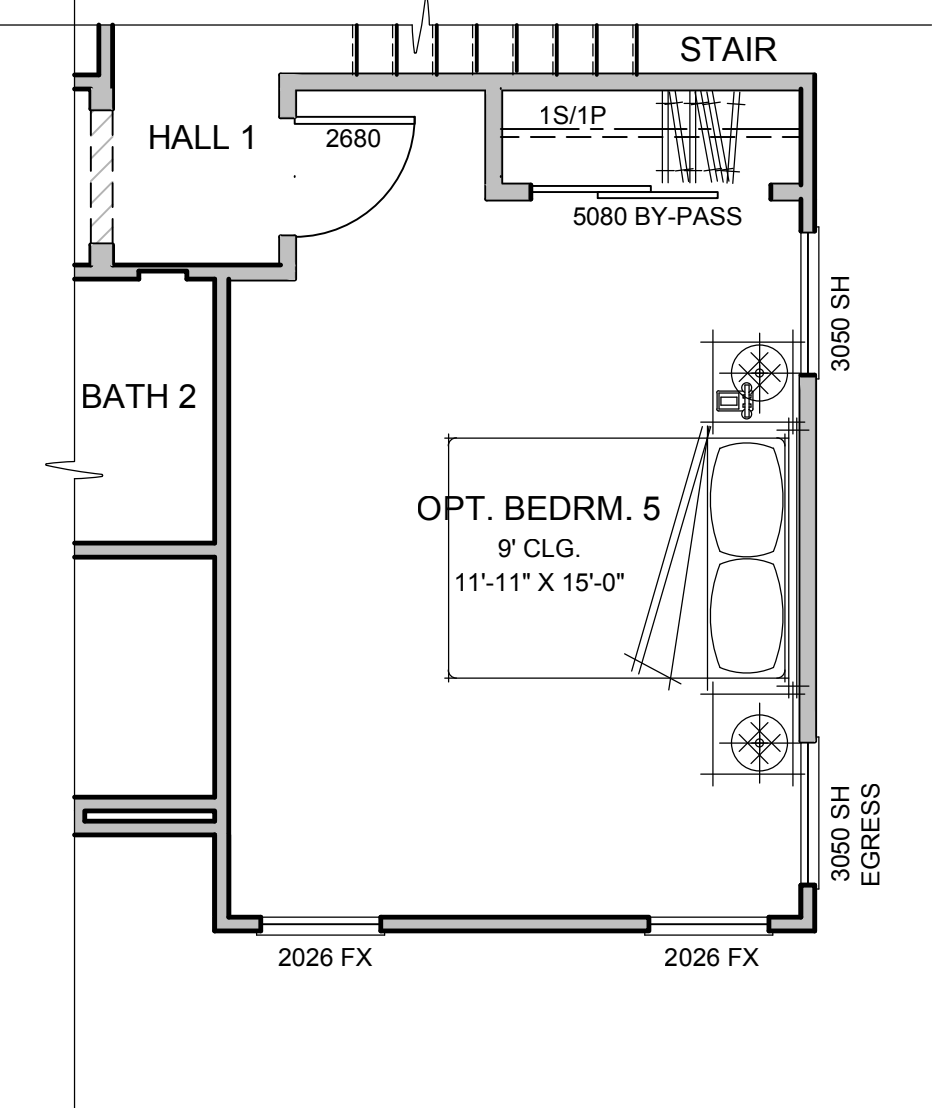 STAIR
1S/1P
HALL 1
2680
5080 BY-PASS
3050 SH
BATH 2
OPT. BEDRM. 5
9' CLG.
11'-11" X 15'-0"
3050 SH
EGRESS
2026 FX
2026 FX